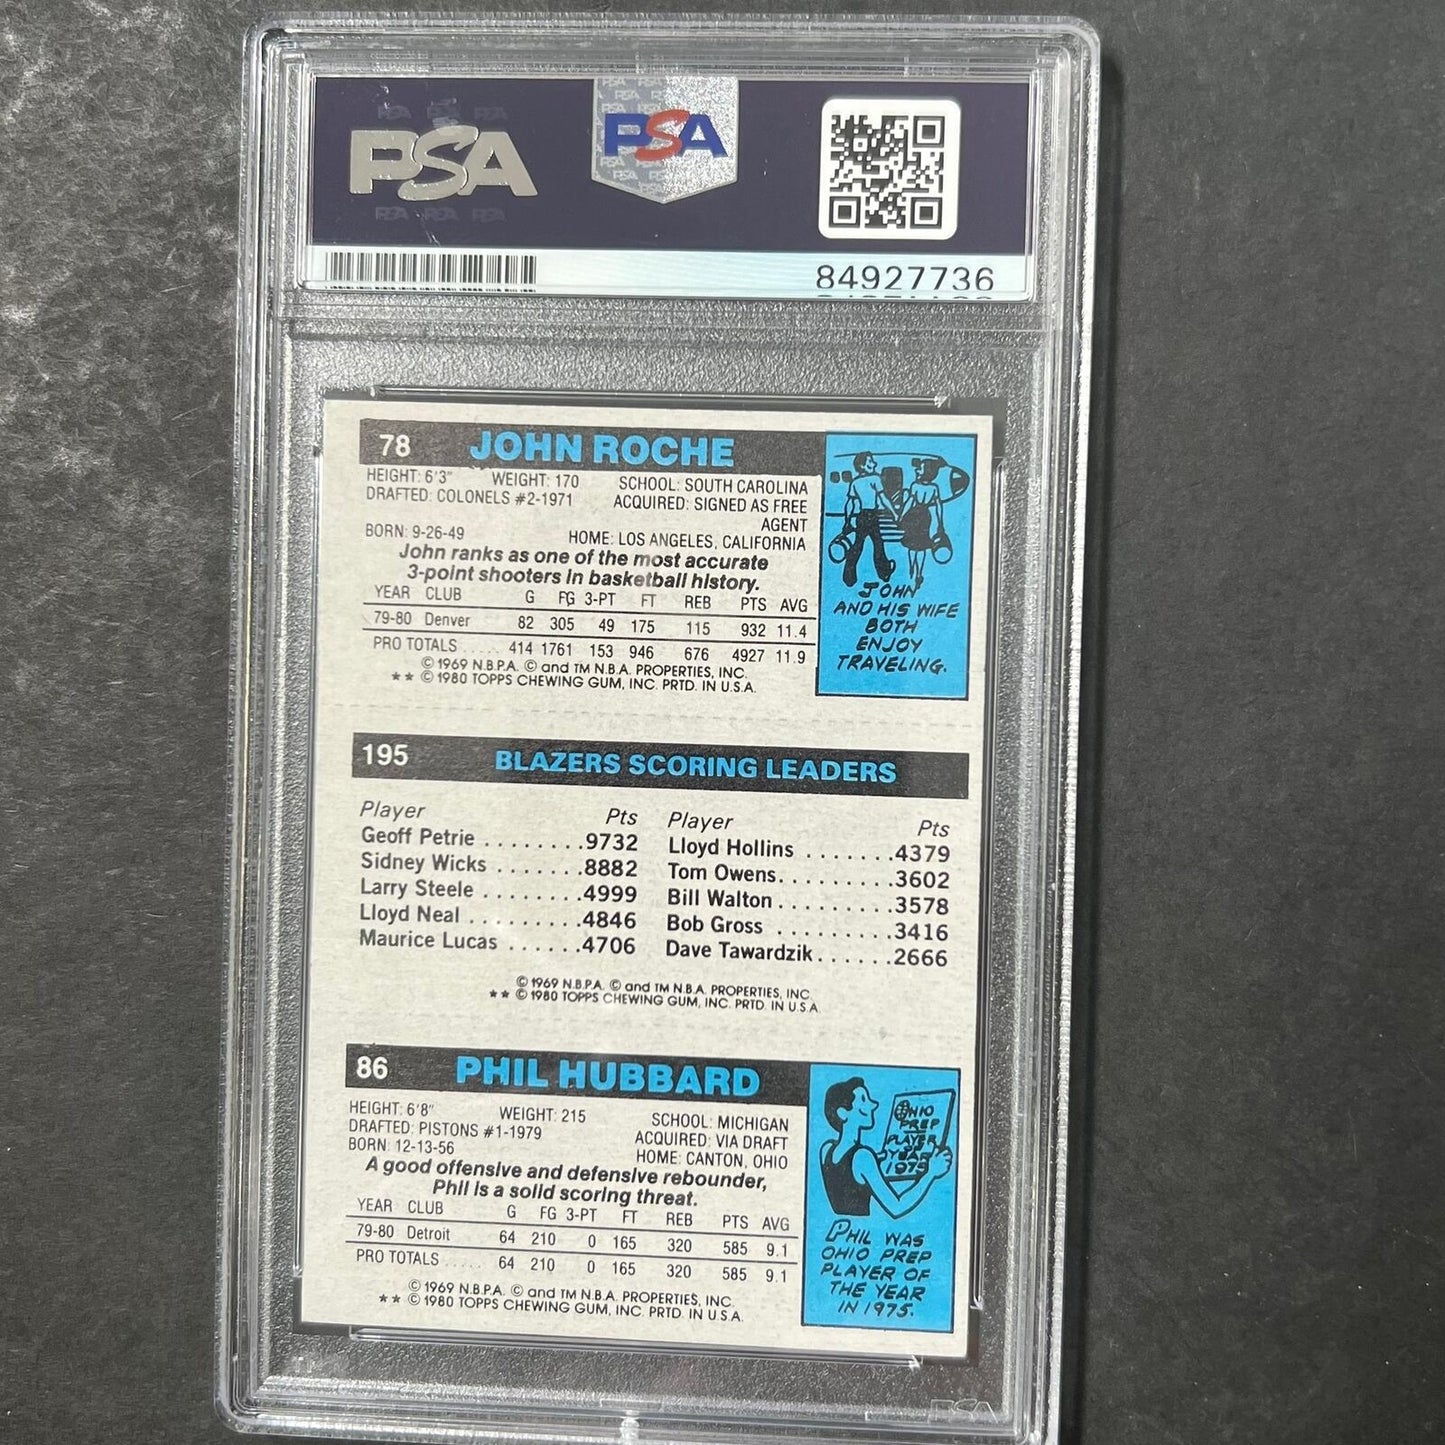 PSA
PSA
84927736
78 JOHN ROCHE
HEIGHT: 6'3" WEIGHT: 170 SCHOOL: SOUTH CAROLINA
DRAFTED: COLONELS #2-1971 ACQUIRED: SIGNED AS FREE
AGENT
BORN: 9-26-49 HOME: LOS ANGELES, CALIFORNIA
John ranks as one of the most accurate
3-point shooters in basketball history.
YEAR CLUB G FG 3-PT FT REB PTS AVG
79-80 Denver 82 305 49 175 115 932 11.4
PRO TOTALS ..... 414 1761 153 946 676 4927 11.9
© 1969 N.B.P.A. © and TM N.B.A. PROPERTIES, INC.
** © 1980 TOPPS CHEWING GUM, INC. PRTD. IN U.S.A.
JOHN
AND HIS WIFE
BOTH
ENJOY
TRAVELING.
195 BLAZERS SCORING LEADERS
Player Pts Player Pts
Geoff Petrie ........9732 Lloyd Hollins .......4379
Sidney Wicks .......8882 Tom Owens.........3602
Larry Steele ........4999 Bill Walton .........3578
Lloyd Neal .........4846 Bob Gross .........3416
Maurice Lucas ......4706 Dave Tawardzik......2666
© 1969 N.B.P.A. © and TM N.B.A. PROPERTIES, INC.
** © 1980 TOPPS CHEWING GUM, INC. PRTD. IN U.S.A.
86 PHIL HUBBARD
HEIGHT: 6'8" WEIGHT: 215 SCHOOL: MICHIGAN
DRAFTED: PISTONS #1-1979 ACQUIRED: VIA DRAFT
BORN: 12-13-56 HOME: CANTON, OHIO
A good offensive and defensive rebounder,
Phil is a solid scoring threat.
YEAR CLUB G FG 3-PT FT REB PTS AVG
79-80 Detroit 64 210 0 165 320 585 9.1
PRO TOTALS ..... 64 210 0 165 320 585 9.1
© 1969 N.B.P.A. © and TM N.B.A. PROPERTIES, INC.
** © 1980 TOPPS CHEWING GUM, INC. PRTD. IN U.S.A.
OHIO
PREP
PLAYER
OF
YEAR
1975
PHIL WAS
OHIO PREP
PLAYER OF
THE YEAR
IN 1975.
PSA